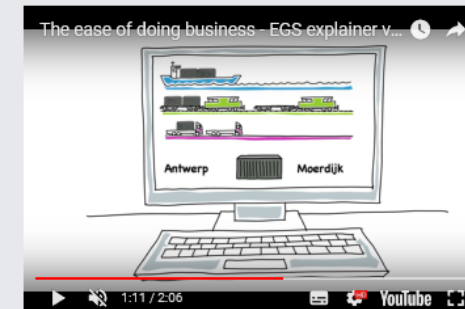 The ease of doing business - EGS explainer v...
Antwerp Moerdijk
1:11 / 2:06 YouTube